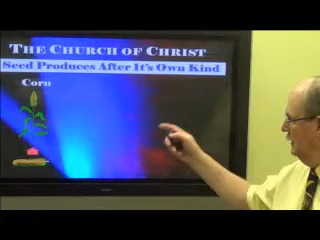 The Church of Christ
Seed Produces After It's Own Kind
Corn